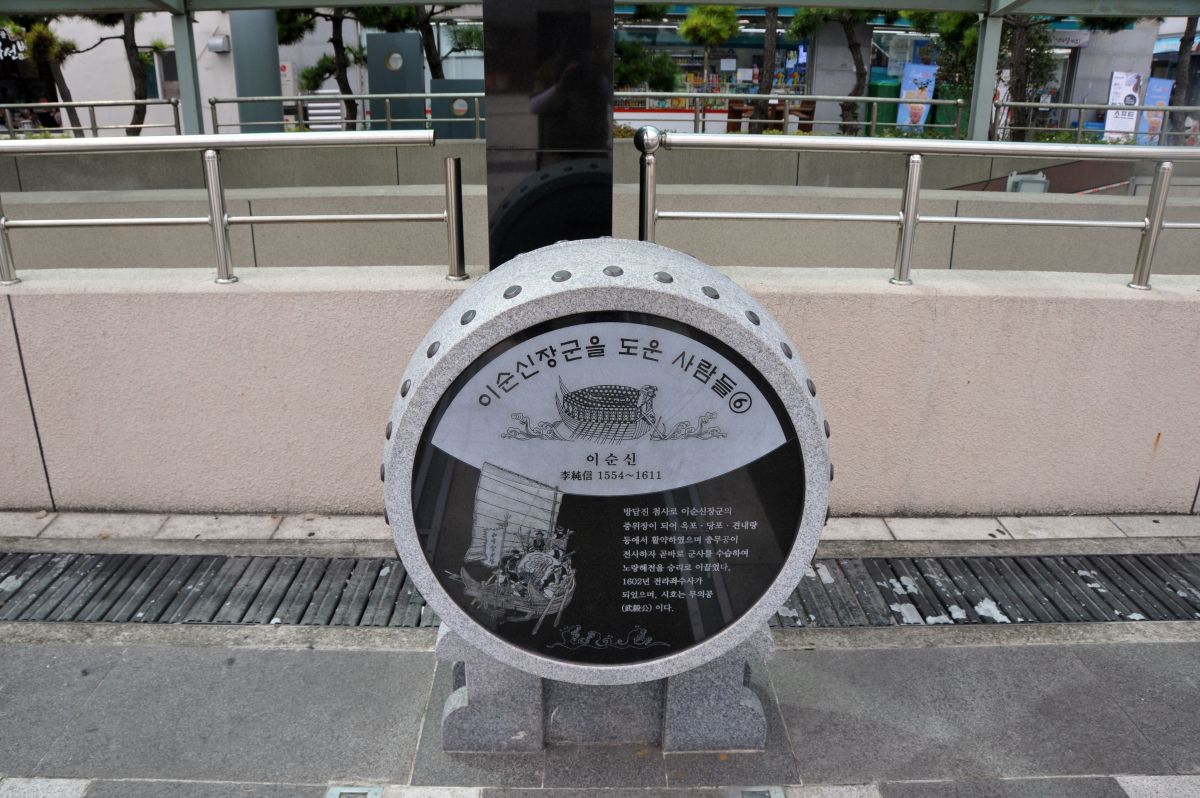 이순신장군을 도운 사람들⑥
이 순 신
李純信 1554~1611
방답진 첨사로 이순신장군의
중위장이 되어 옥포·당포·견내량
등에서 활약하였으며 충무공이
전사하자 곧바로 군사를 수습하여
노량해전을 승리로 이끌었다.
1602년 전라좌수사가
되었으며, 시호는 무의공
(武毅公) 이다.